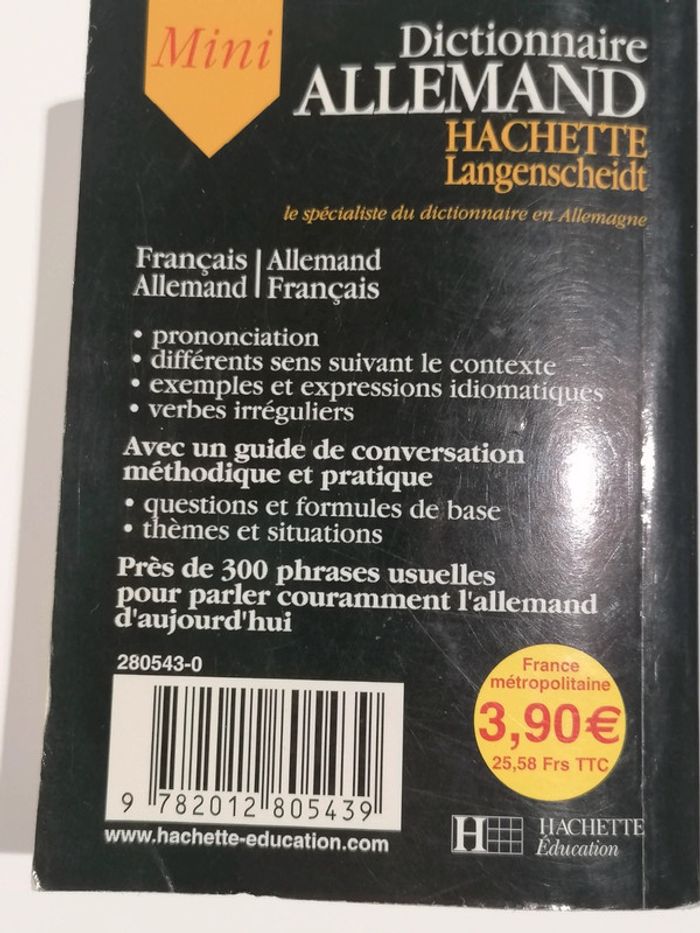 Mini
Dictionnaire
ALLEMAND
HACHETTE
Langenscheidt
le spécialiste du dictionnaire en Allemagne
Français | Allemand
Allemand | Français
• prononciation
• différents sens suivant le contexte
• exemples et expressions idiomatiques
• verbes irréguliers
Avec un guide de conversation
méthodique et pratique
• questions et formules de base
• thèmes et situations
Près de 300 phrases usuelles
pour parler couramment l'allemand
d'aujourd'hui
280543-0
9 782012 805439
www.hachette-education.com
France
métropolitaine
3,90€
25,58 Frs TTC
H HACHETTE
Éducation